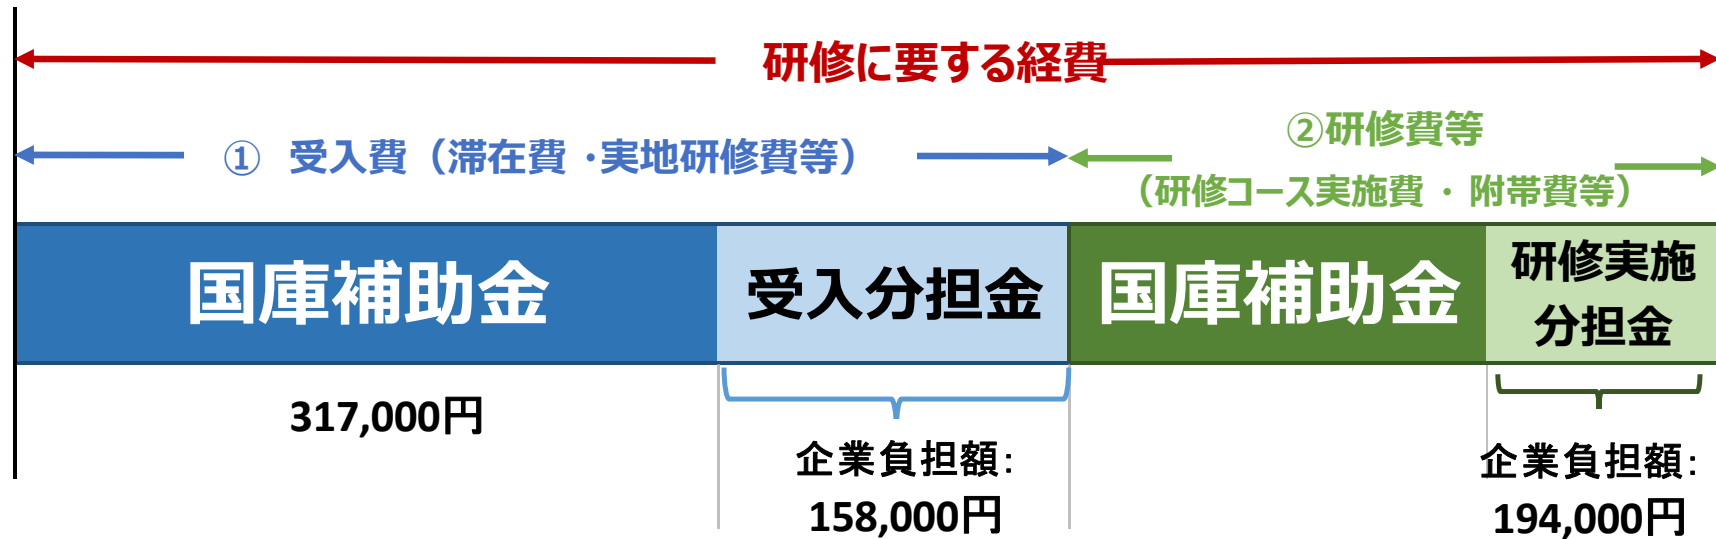 研修に要する経費
① 受入費（滞在費・実地研修費等）
②研修費等
（研修コース実施費・附帯費等）
国庫補助金
受入分担金
国庫補助金
研修実施
分担金
317,000円
企業負担額：
158,000円
企業負担額：
194,000円